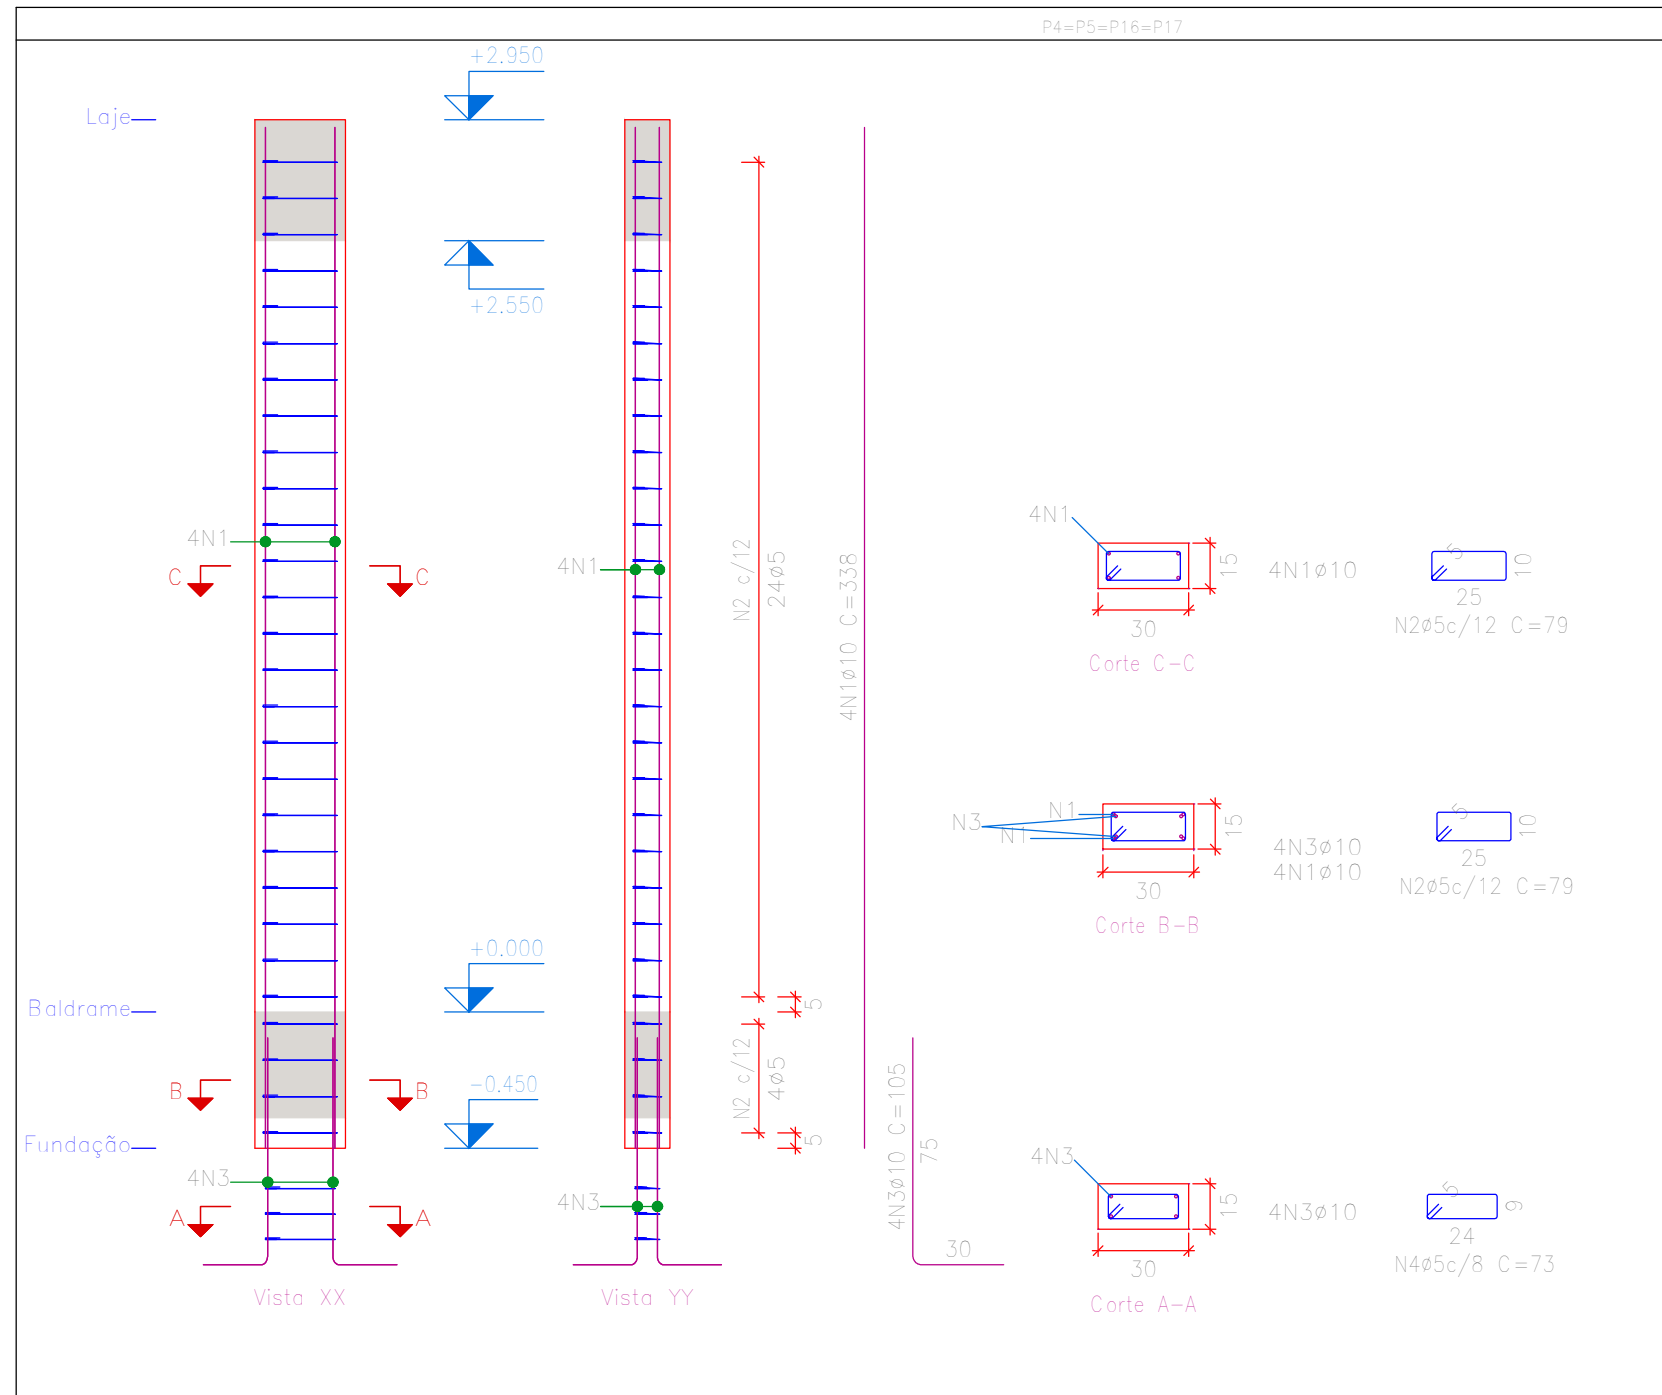 P4=P5=P16=P17
+2.950
Laje
+2.550
4N1
4N1
C
C
N2 c/12
24ø5
4N1ø10 C=338
4N1
15
30
Corte C-C
4N1ø10
5
10
25
N2ø5c/12 C=79
N1
N3
N1
15
30
Corte B-B
4N3ø10
4N1ø10
5
10
25
N2ø5c/12 C=79
+0.000
Baldrame
5
N2 c/12
4ø5
5
B
B
-0.450
Fundação
4N3
4N3
A
A
4N3ø10 C=105
75
30
4N3
15
30
Corte A-A
4N3ø10
5
9
24
N4ø5c/8 C=73
Vista XX
Vista YY